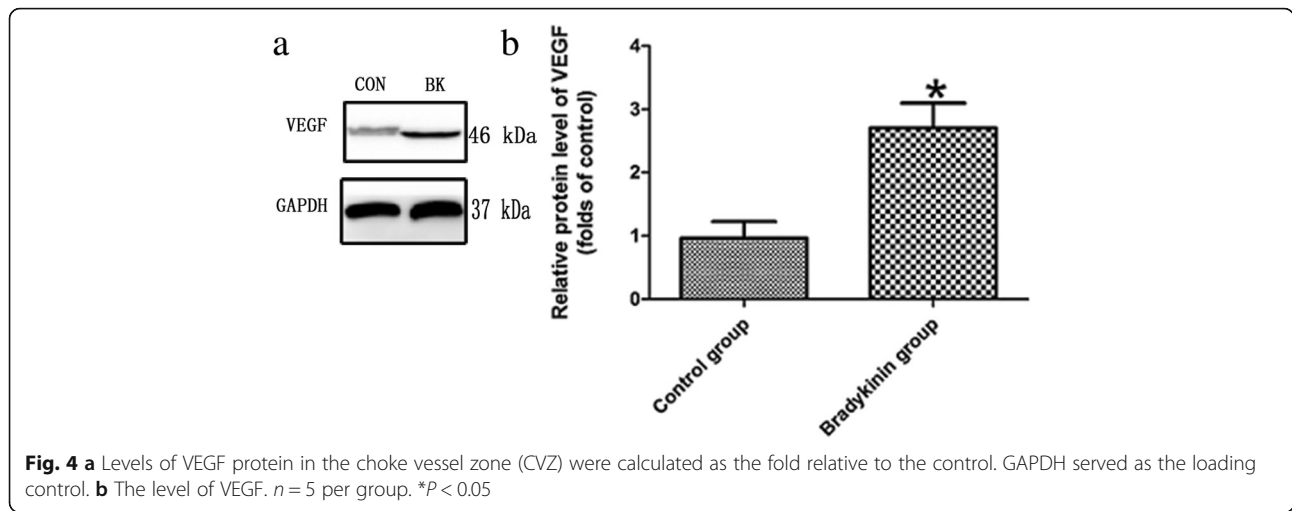 a
b
CON BK
VEGF
46 kDa
GAPDH
37 kDa
Relative protein level of VEGF
(folds of control)
4
3
2
1
0
*
Control group
Bradykinin group
Fig. 4 a Levels of VEGF protein in the choke vessel zone (CVZ) were calculated as the fold relative to the control. GAPDH served as the loading
control. b The level of VEGF. n = 5 per group. *P < 0.05